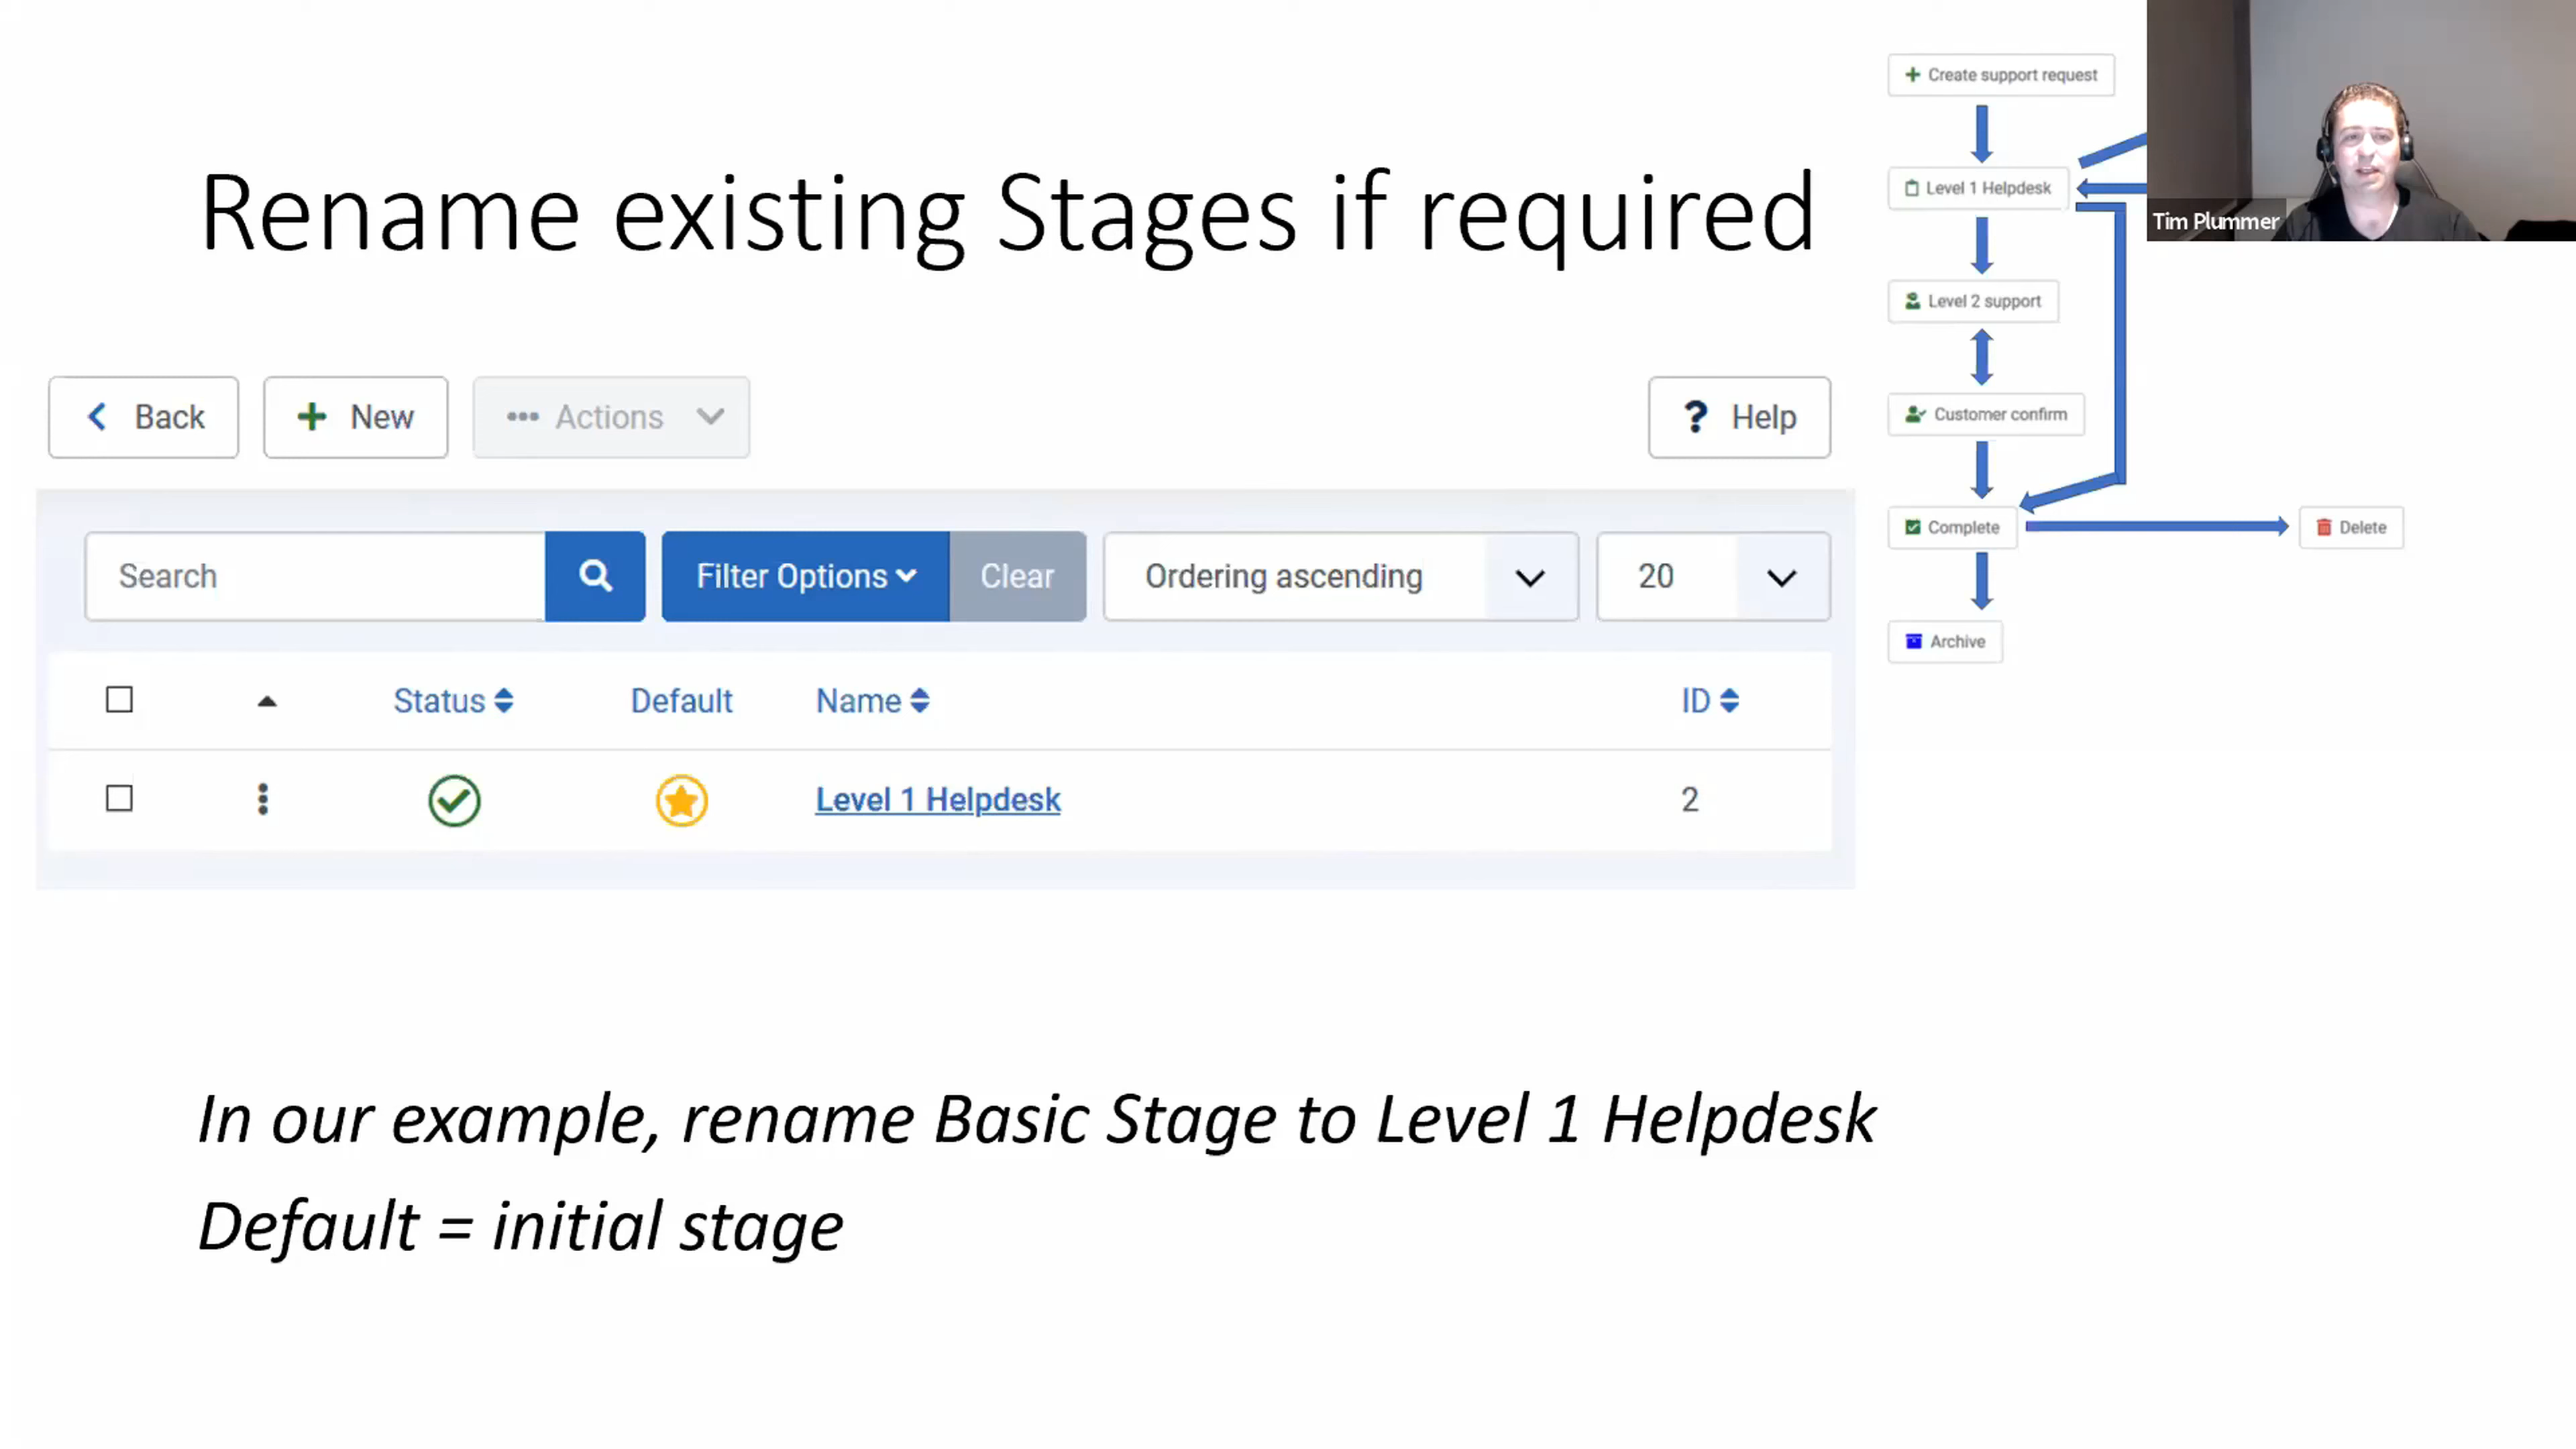 Create support request
Tim Plummer
Rename existing Stages if required
Level 1 Helpdesk
Level 2 support
Customer confirm
Complete
Delete
Archive
Back
New
Actions
Help
Search
Filter Options
Clear
Ordering ascending
20
Status
Default
Name
ID
Level 1 Helpdesk
2
In our example, rename Basic Stage to Level 1 Helpdesk
Default = initial stage